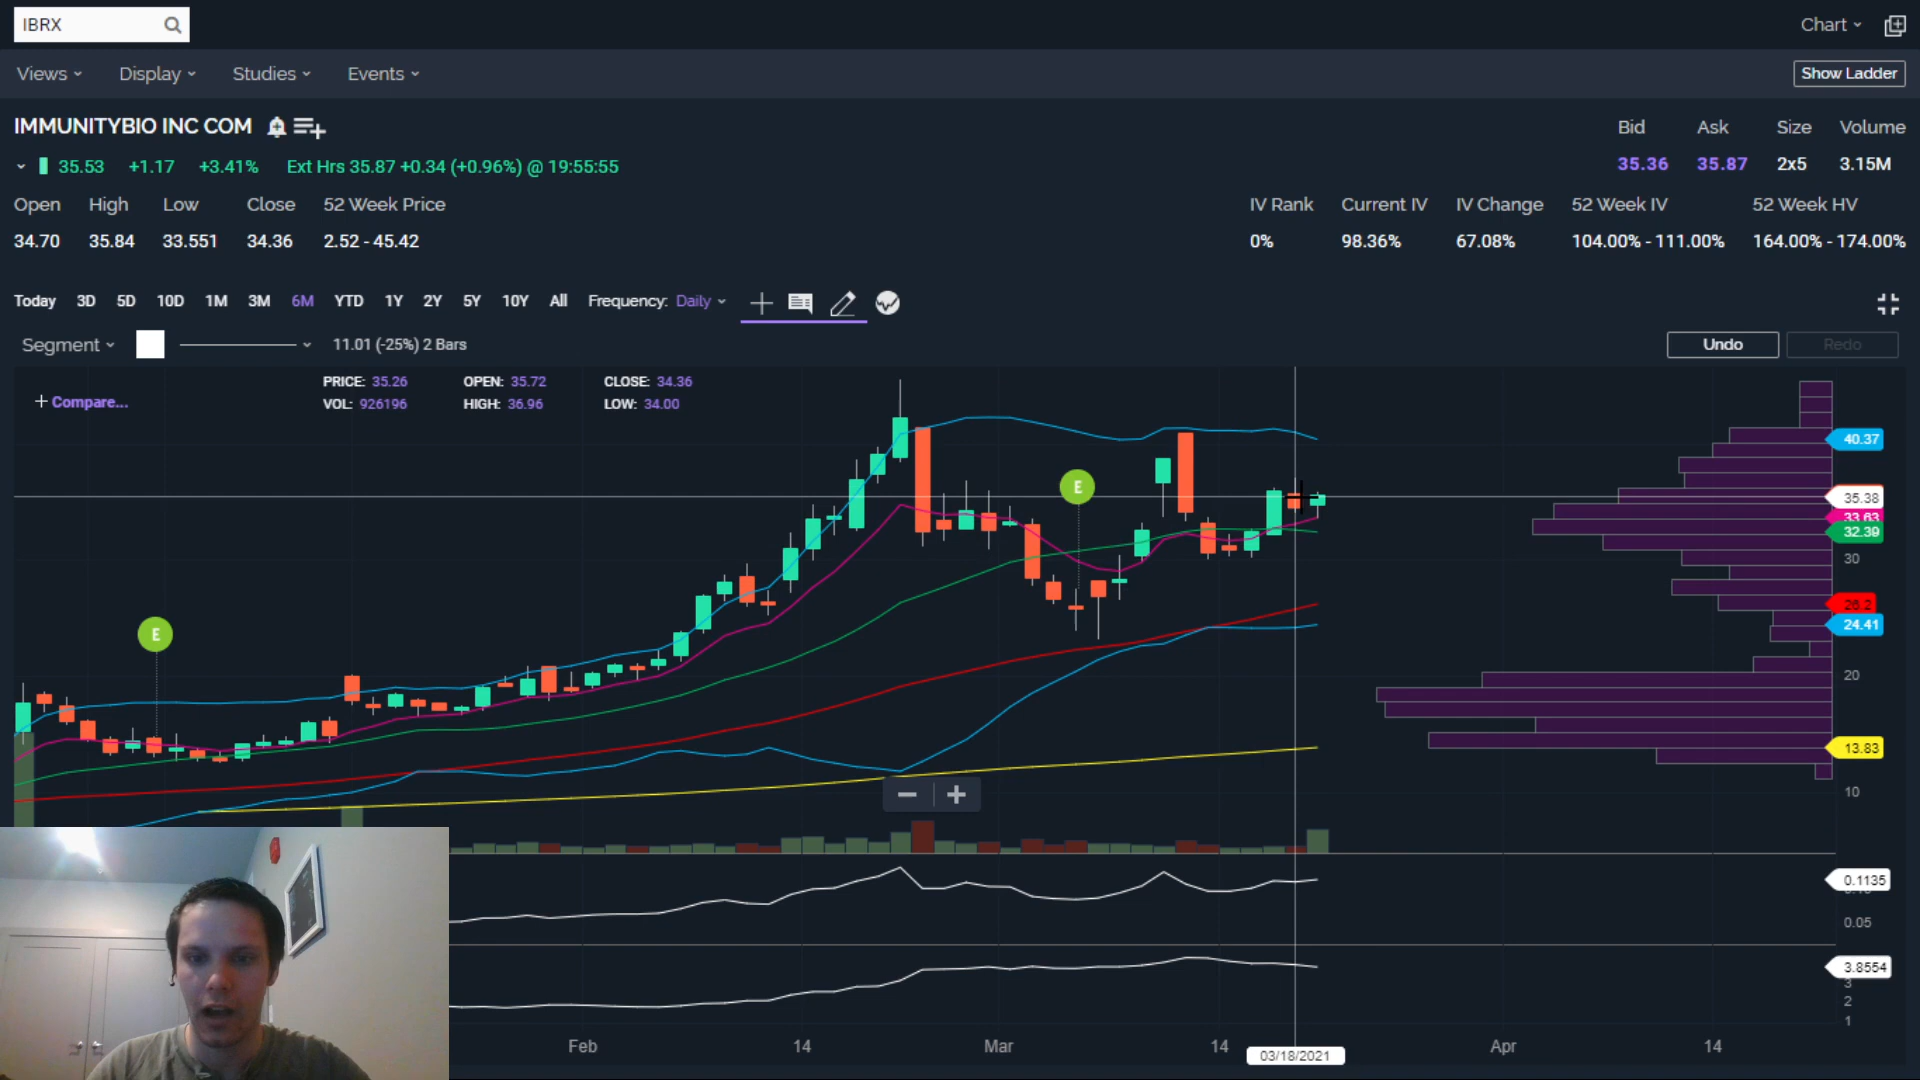 IBRX
Chart
Views Display Studies Events
Show Ladder
IMMUNITYBIO INC COM
Bid Ask Size Volume
35.53 +1.17 +3.41% Ext Hrs 35.87 +0.34 (+0.96%) @ 19:55:55
35.36 35.87 2x5 3.15M
Open High Low Close 52 Week Price
IV Rank Current IV IV Change 52 Week IV 52 Week HV
34.70 35.84 33.551 34.36 2.52 - 45.42
0% 98.36% 67.08% 104.00% - 111.00% 164.00% - 174.00%
Today 3D 5D 10D 1M 3M 6M YTD 1Y 2Y 5Y 10Y All Frequency: Daily
Segment
11.01 (-25%) 2 Bars
Undo Redo
+ Compare...
PRICE: 35.26 OPEN: 35.72 CLOSE: 34.36
VOL: 926196 HIGH: 36.96 LOW: 34.00
E
E
40.37
35.38
33.63
32.39
30
26.2
24.41
20
13.83
10
0.1135
0.05
3.8554
3
2
1
Feb 14 Mar 14 Apr 14
03/18/2021